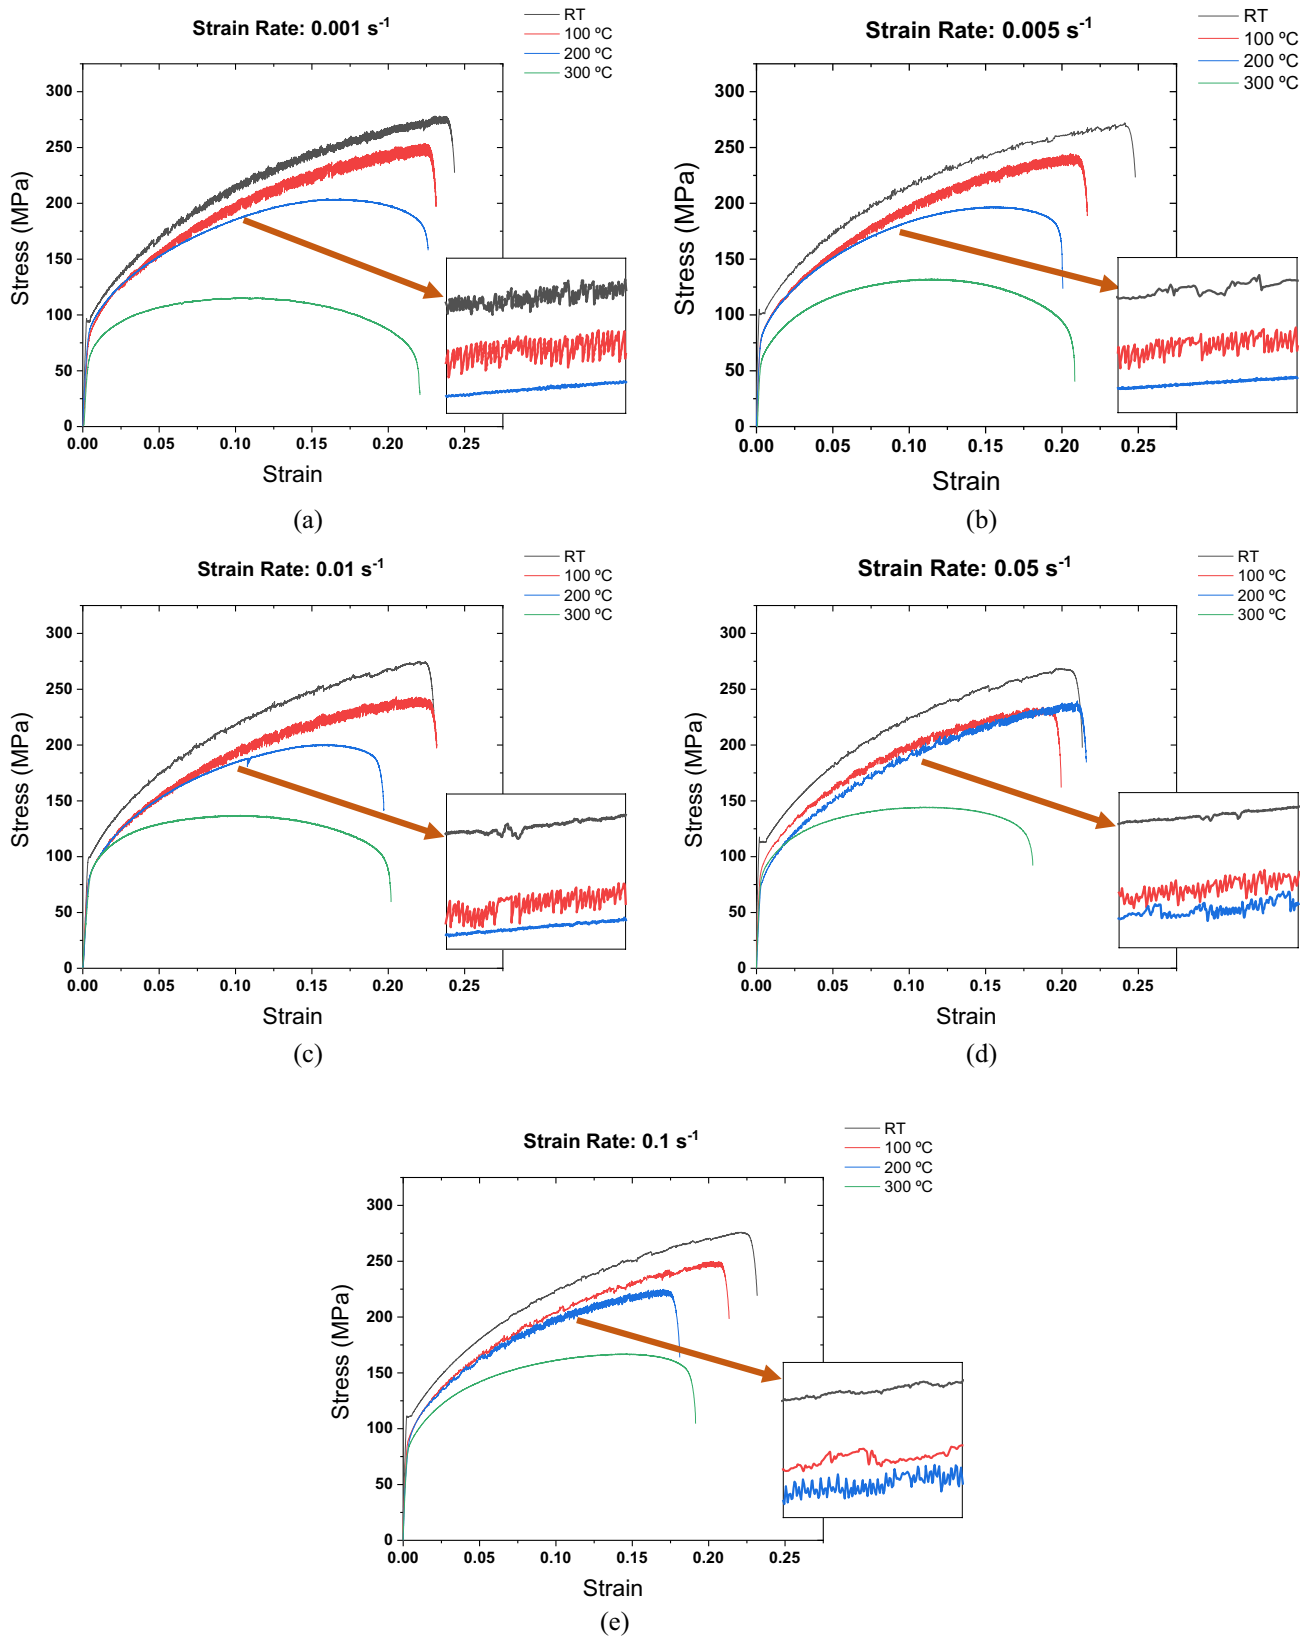 Strain Rate: 0.001 s-1
RT
100 ºC
200 ºC
300 ºC
Stress (MPa)
300
250
200
150
100
50
0
0.00 0.05 0.10 0.15 0.20 0.25
Strain
(a)
Strain Rate: 0.005 s-1
RT
100 ºC
200 ºC
300 ºC
Stress (MPa)
300
250
200
150
100
50
0
0.00 0.05 0.10 0.15 0.20 0.25
Strain
(b)
Strain Rate: 0.01 s-1
RT
100 ºC
200 ºC
300 ºC
Stress (MPa)
300
250
200
150
100
50
0
0.00 0.05 0.10 0.15 0.20 0.25
Strain
(c)
Strain Rate: 0.05 s-1
RT
100 ºC
200 ºC
300 ºC
Stress (MPa)
300
250
200
150
100
50
0
0.00 0.05 0.10 0.15 0.20 0.25
Strain
(d)
Strain Rate: 0.1 s-1
RT
100 ºC
200 ºC
300 ºC
Stress (MPa)
300
250
200
150
100
50
0
0.00 0.05 0.10 0.15 0.20 0.25
Strain
(e)